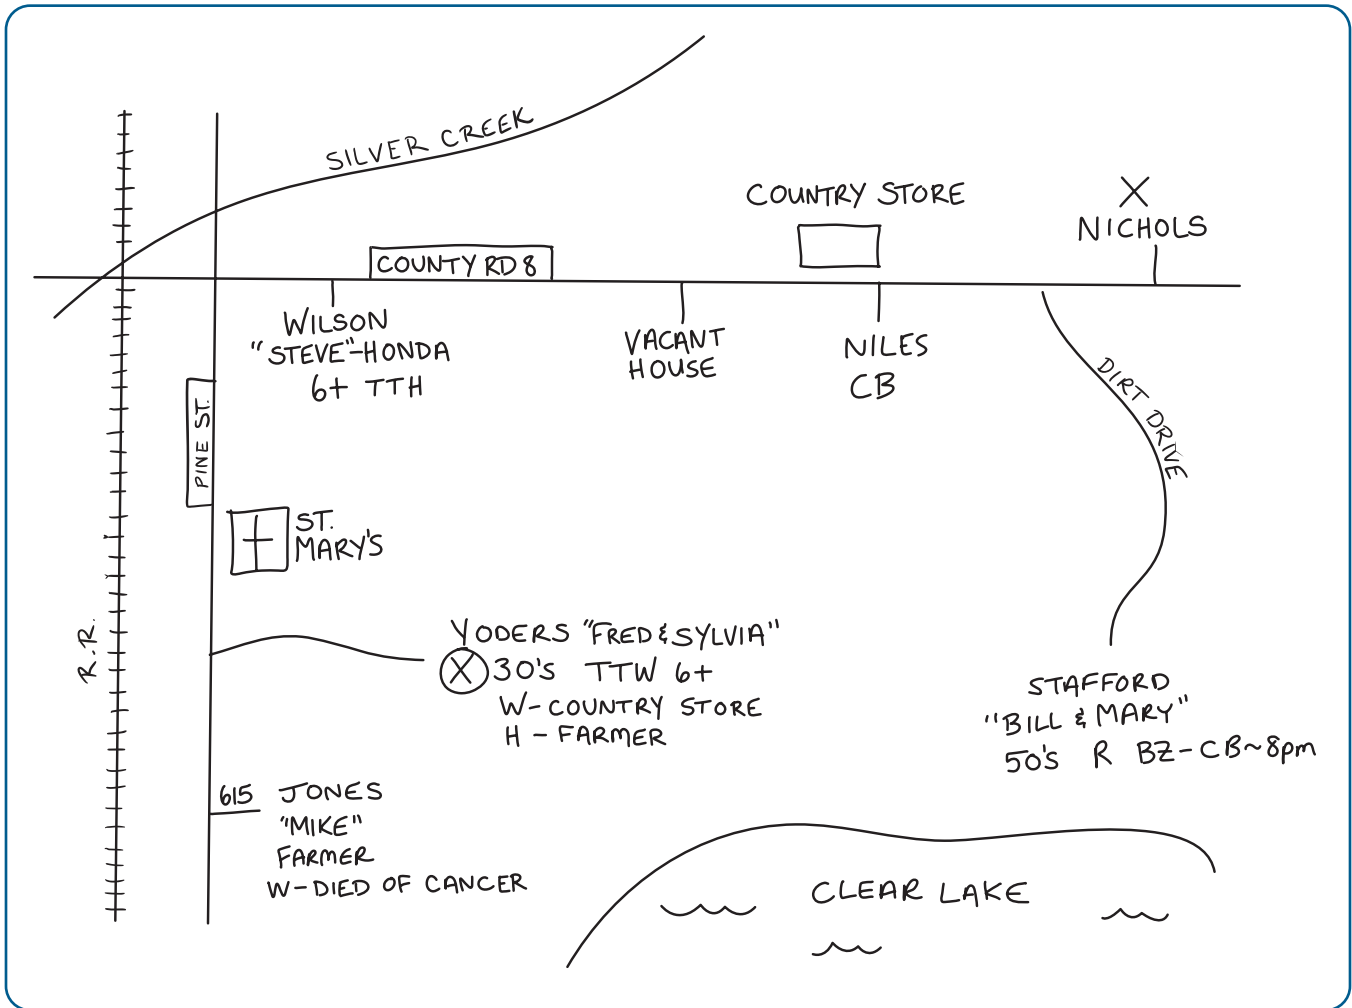 SILVER CREEK
COUNTRY STORE
X
NICHOLS
COUNTY RD 8
WILSON
"STEVE"-HONDA
6+ TTH
VACANT
HOUSE
NILES
CB
DIRT DRIVE
PINE ST.
ST.
MARY'S
R.R.
YODERS "FRED & SYLVIA"
X 30'S TTW 6+
W-COUNTRY STORE
H - FARMER
STAFFORD
"BILL & MARY"
50'S R BZ-CB~8pm
615 JONES
"MIKE"
FARMER
W-DIED OF CANCER
CLEAR LAKE